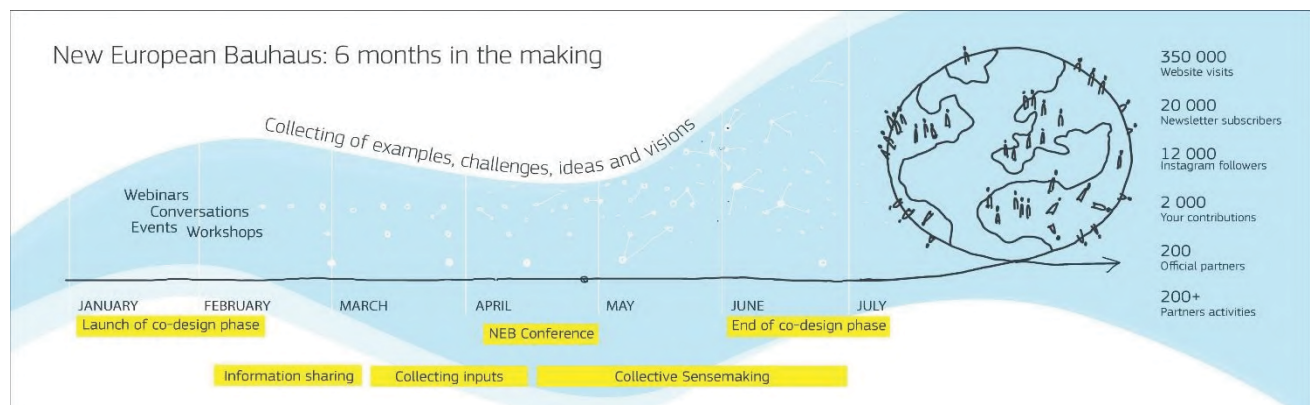 New European Bauhaus: 6 months in the making
Collecting of examples, challenges, ideas and visions
Webinars
Conversations
Events
Workshops
JANUARY
FEBRUARY
MARCH
APRIL
MAY
JUNE
JULY
Launch of co-design phase
NEB Conference
End of co-design phase
Information sharing
Collecting inputs
Collective Sensemaking
350 000
Website visits
20 000
Newsletter subscribers
12 000
Instagram followers
2 000
Your contributions
200
Official partners
200+
Partners activities